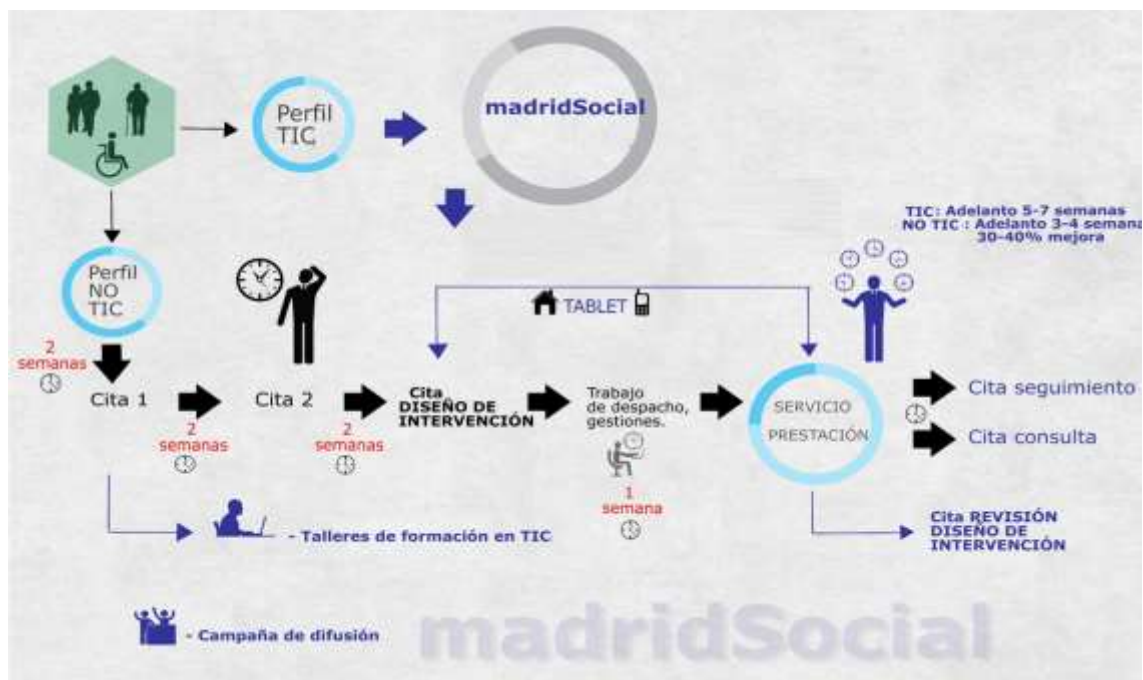 Perfil
TIC
madridSocial
TIC: Adelanto 5-7 semanas
NO TIC : Adelanto 3-4 semana
30-40% mejora
Perfil
NO
TIC
TABLET
2
semanas
Cita 1
Cita 2
Cita
DISEÑO DE
INTERVENCIÓN
Trabajo
de despacho,
gestiones.
SERVICIO
PRESTACIÓN
Cita seguimiento
Cita consulta
2
semanas
2
semanas
1
semana
- Talleres de formación en TIC
Cita REVISIÓN
DISEÑO DE
INTERVENCIÓN
- Campaña de difusión
madridSocial